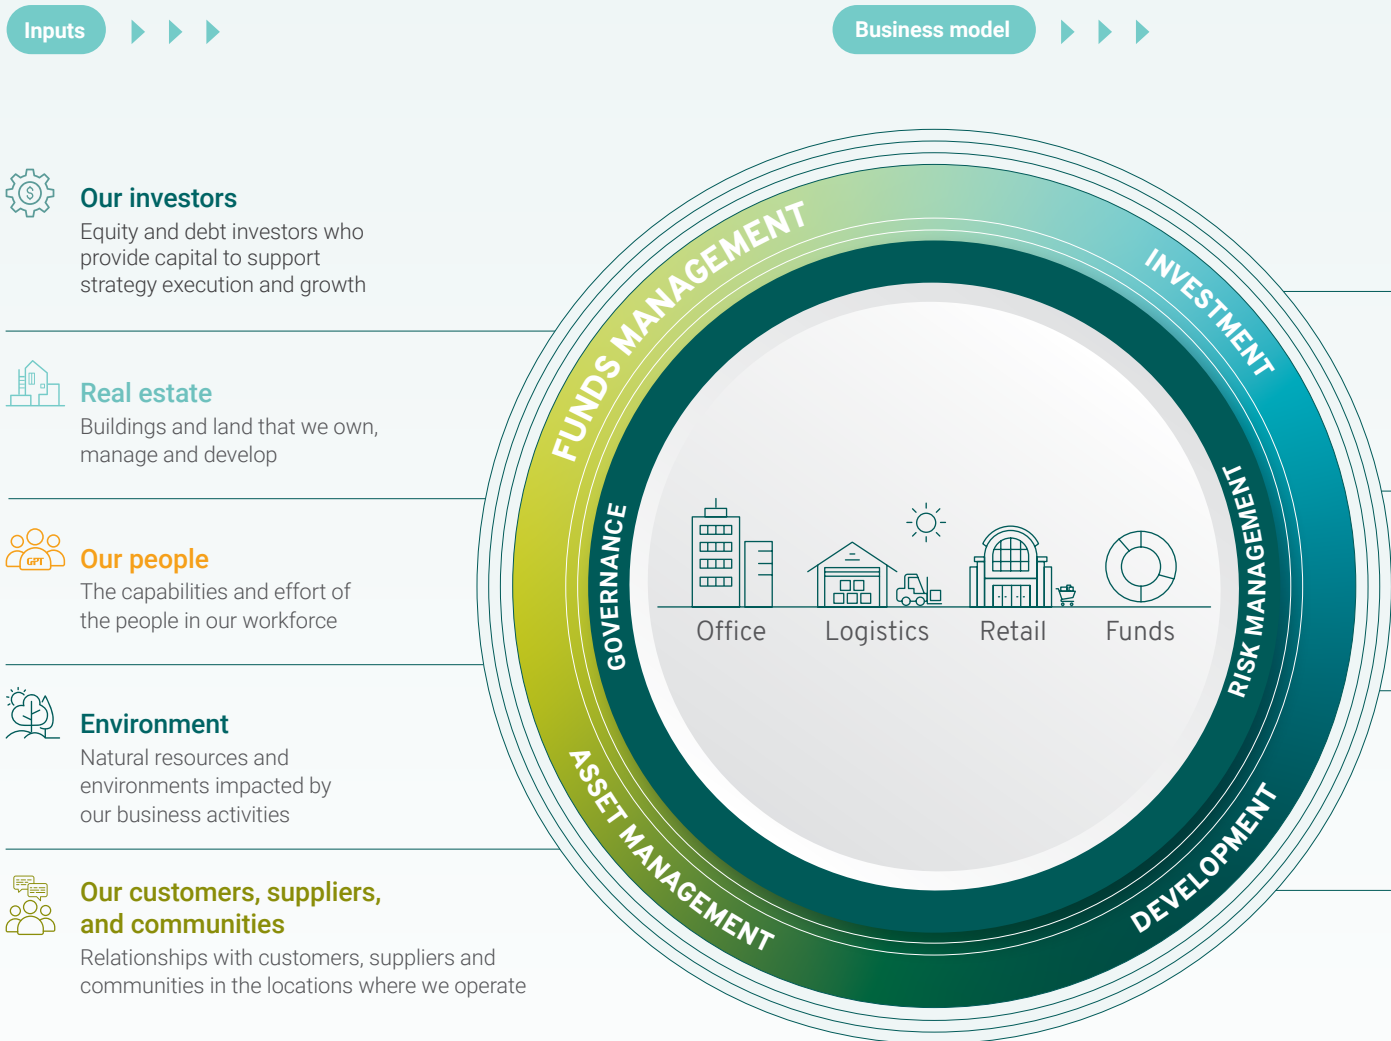 Inputs
Business model
Our investors
Equity and debt investors who
provide capital to support
strategy execution and growth
Real estate
Buildings and land that we own,
manage and develop
GPT
Our people
The capabilities and effort of
the people in our workforce
Environment
Natural resources and
environments impacted by
our business activities
Our customers, suppliers,
and communities
Relationships with customers, suppliers and
communities in the locations where we operate
FUNDS MANAGEMENT
INVESTMENT
GOVERNANCE
RISK MANAGEMENT
Office
Logistics
Retail
Funds
ASSET MANAGEMENT
DEVELOPMENT